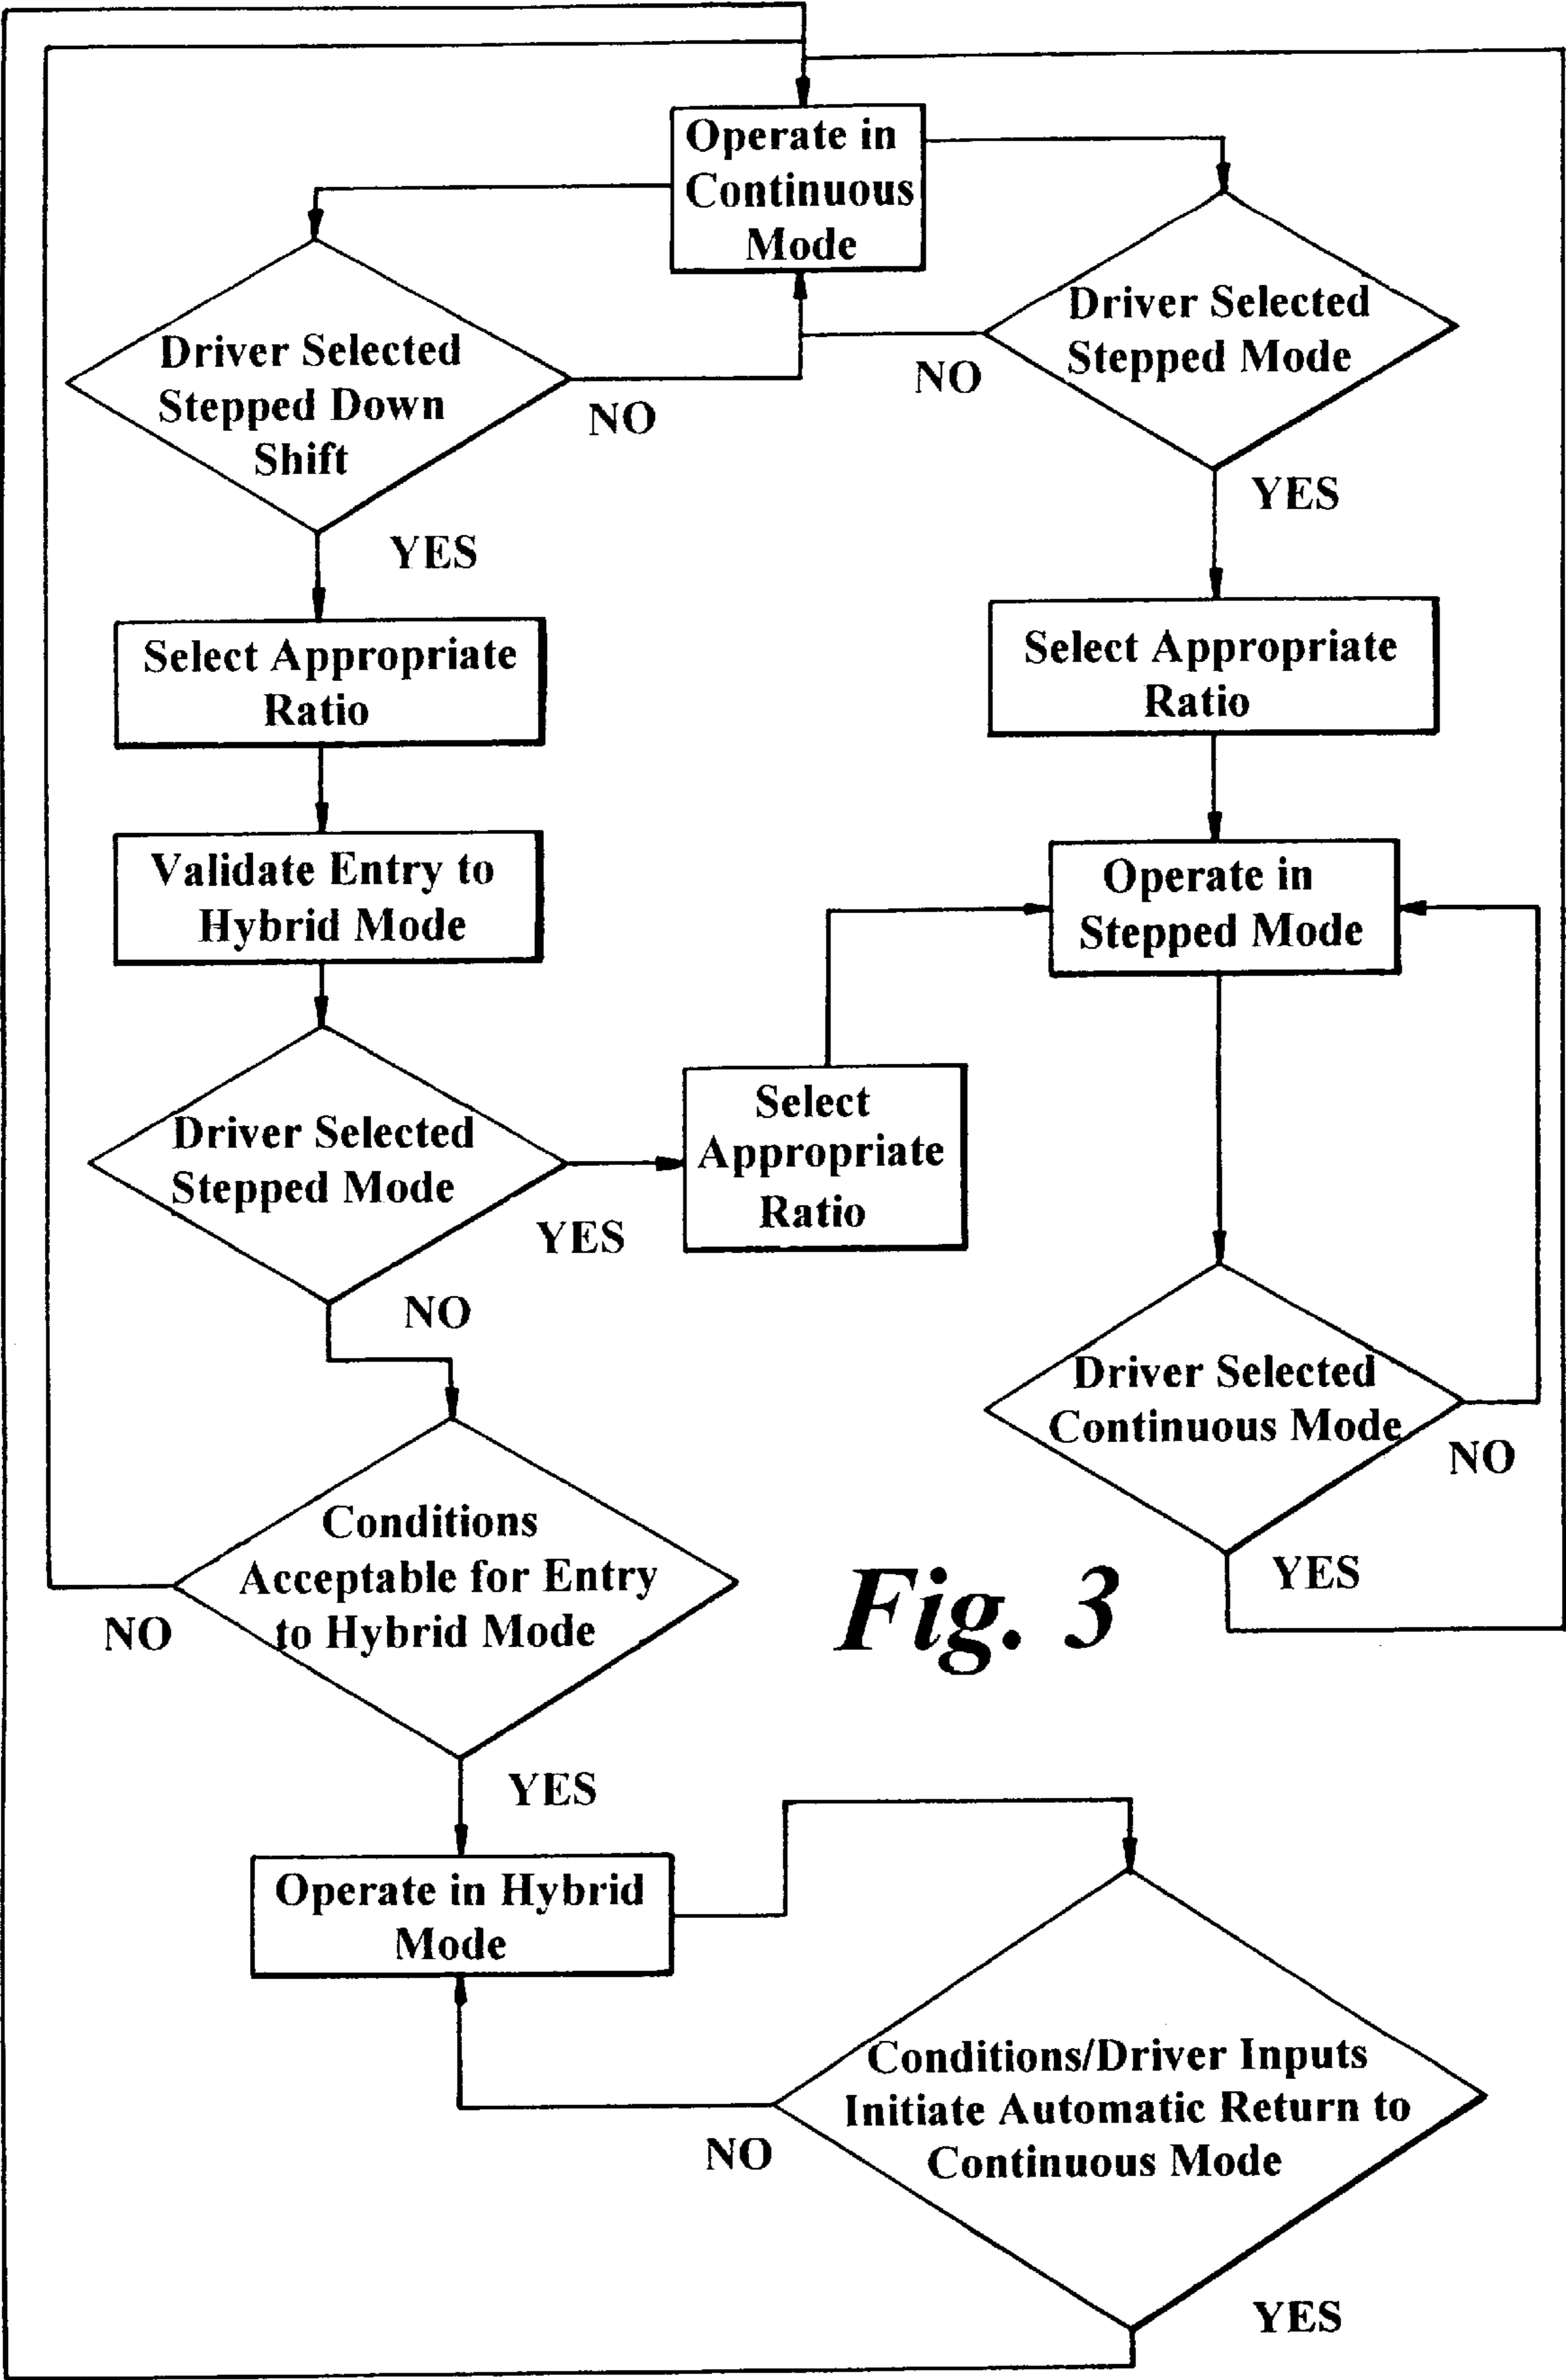 Operate in
Continuous
Mode
Driver Selected
Stepped Down
Shift
NO
YES
Driver Selected
Stepped Mode
NO
YES
Select Appropriate
Ratio
Select Appropriate
Ratio
Validate Entry to
Hybrid Mode
Operate in
Stepped Mode
Driver Selected
Stepped Mode
YES
NO
Select
Appropriate
Ratio
Driver Selected
Continuous Mode
NO
YES
Conditions
Acceptable for Entry
to Hybrid Mode
NO
YES
Fig. 3
Operate in Hybrid
Mode
Conditions/Driver Inputs
Initiate Automatic Return to
Continuous Mode
NO
YES